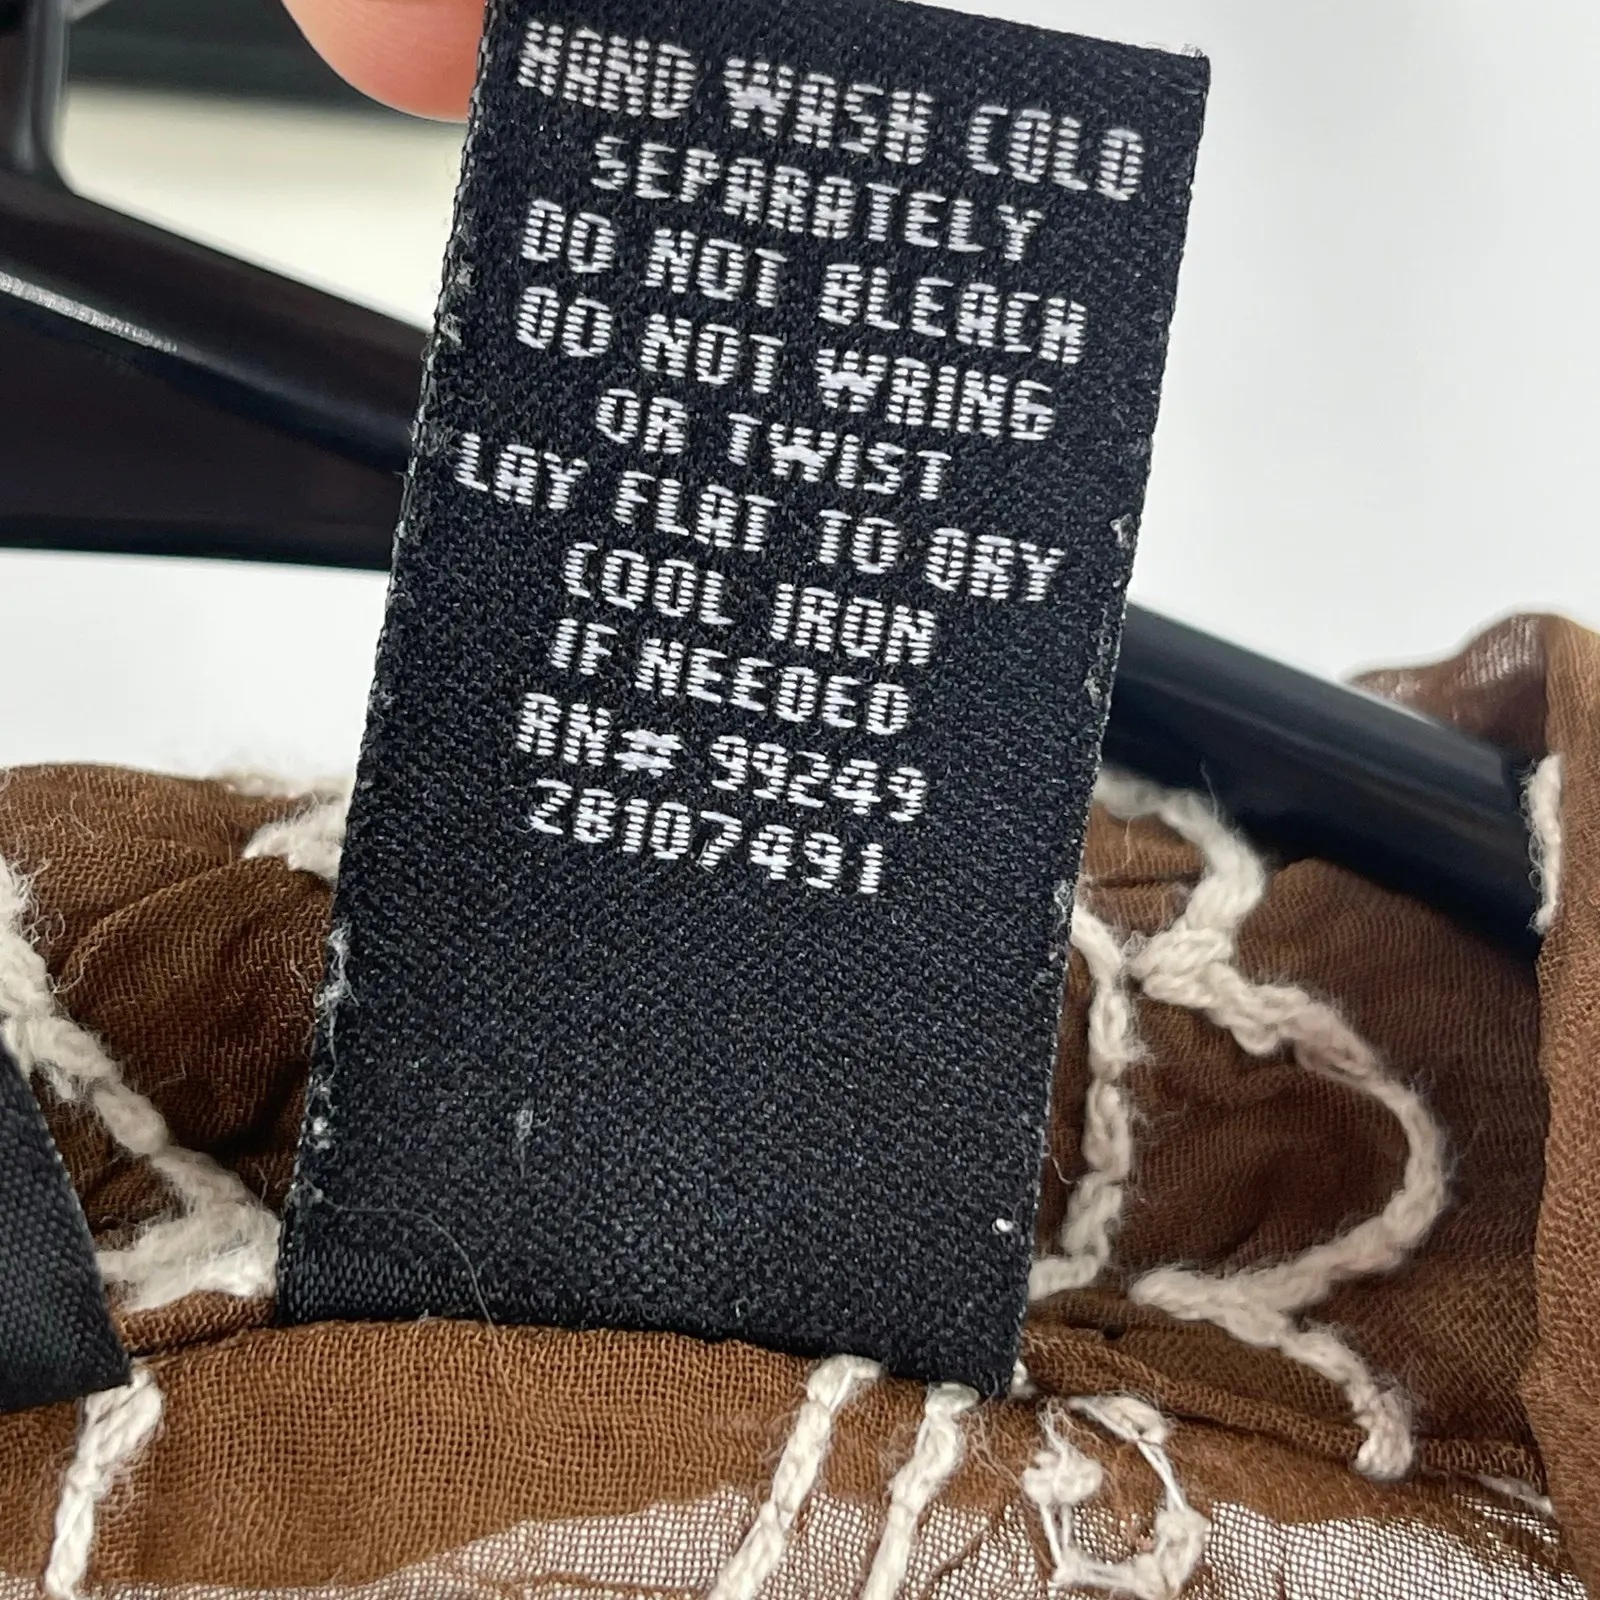 HAND WASH COLD
SEPARATELY
DO NOT BLEACH
DO NOT WRING
OR TWIST
LAY FLAT TO DRY
COOL IRON
IF NEEDED
RN# 99249
28107491